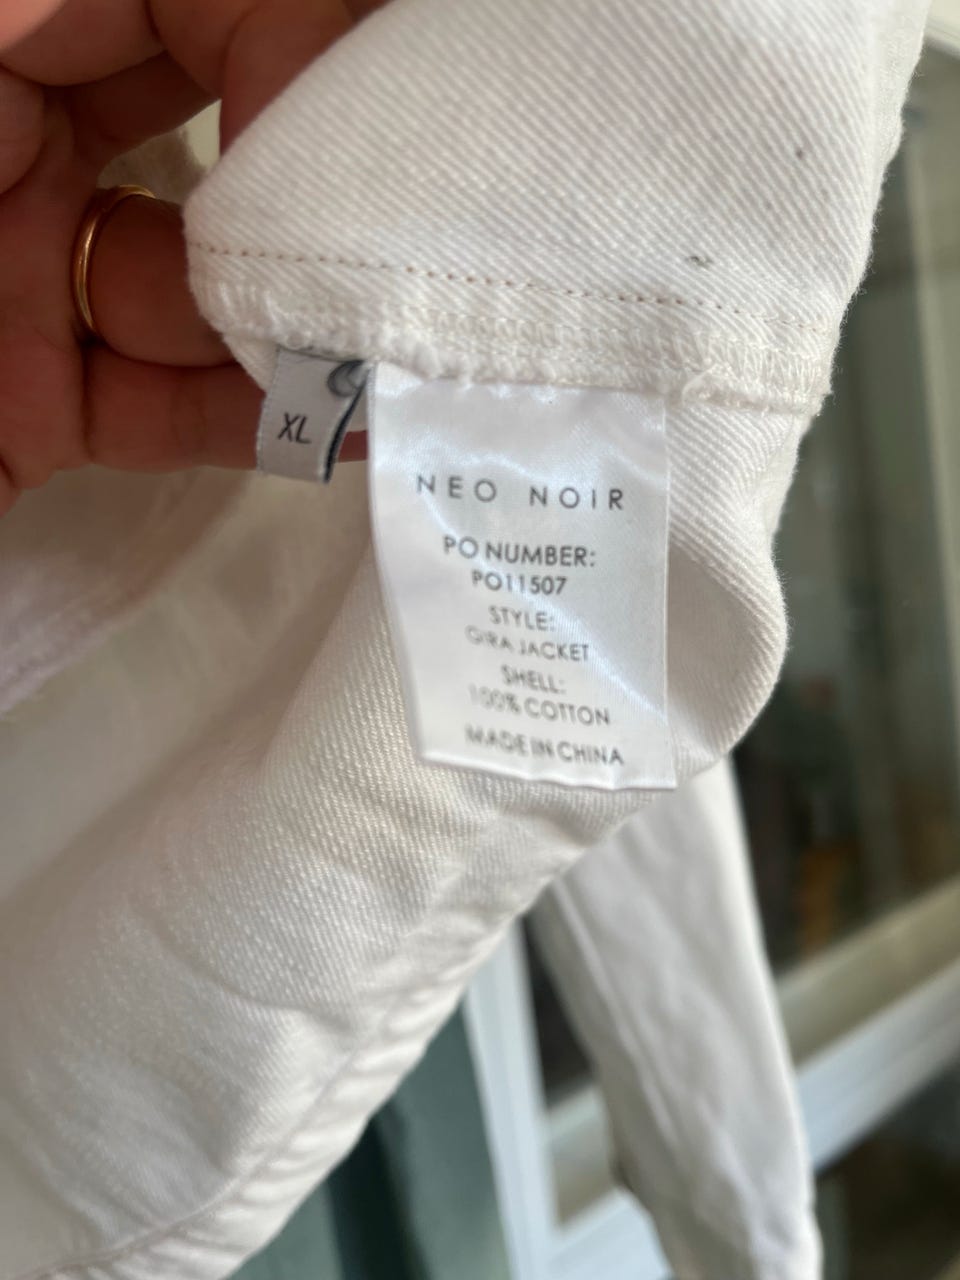 XL
NEO NOIR
PO NUMBER:
PO11507
STYLE:
GIRA JACKET
SHELL:
100% COTTON
MADE IN CHINA